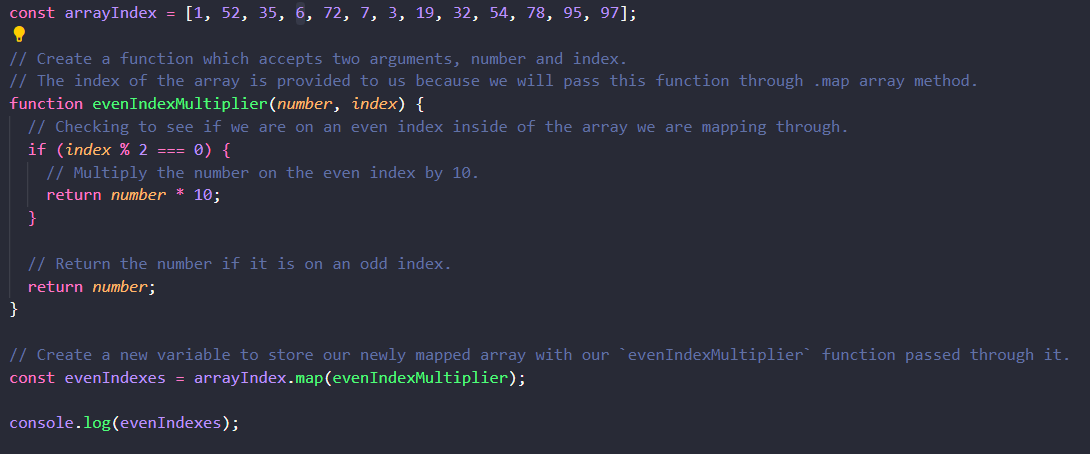 const arrayIndex = [1, 52, 35, 6, 72, 7, 3, 19, 32, 54, 78, 95, 97];
// Create a function which accepts two arguments, number and index.
// The index of the array is provided to us because we will pass this function through .map array method.
function evenIndexMultiplier(number, index) {
  // Checking to see if we are on an even index inside of the array we are mapping through.
  if (index % 2 === 0) {
    // Multiply the number on the even index by 10.
    return number * 10;
  }
  // Return the number if it is on an odd index.
  return number;
}
// Create a new variable to store our newly mapped array with our `evenIndexMultiplier` function passed through it.
const evenIndexes = arrayIndex.map(evenIndexMultiplier);
console.log(evenIndexes);